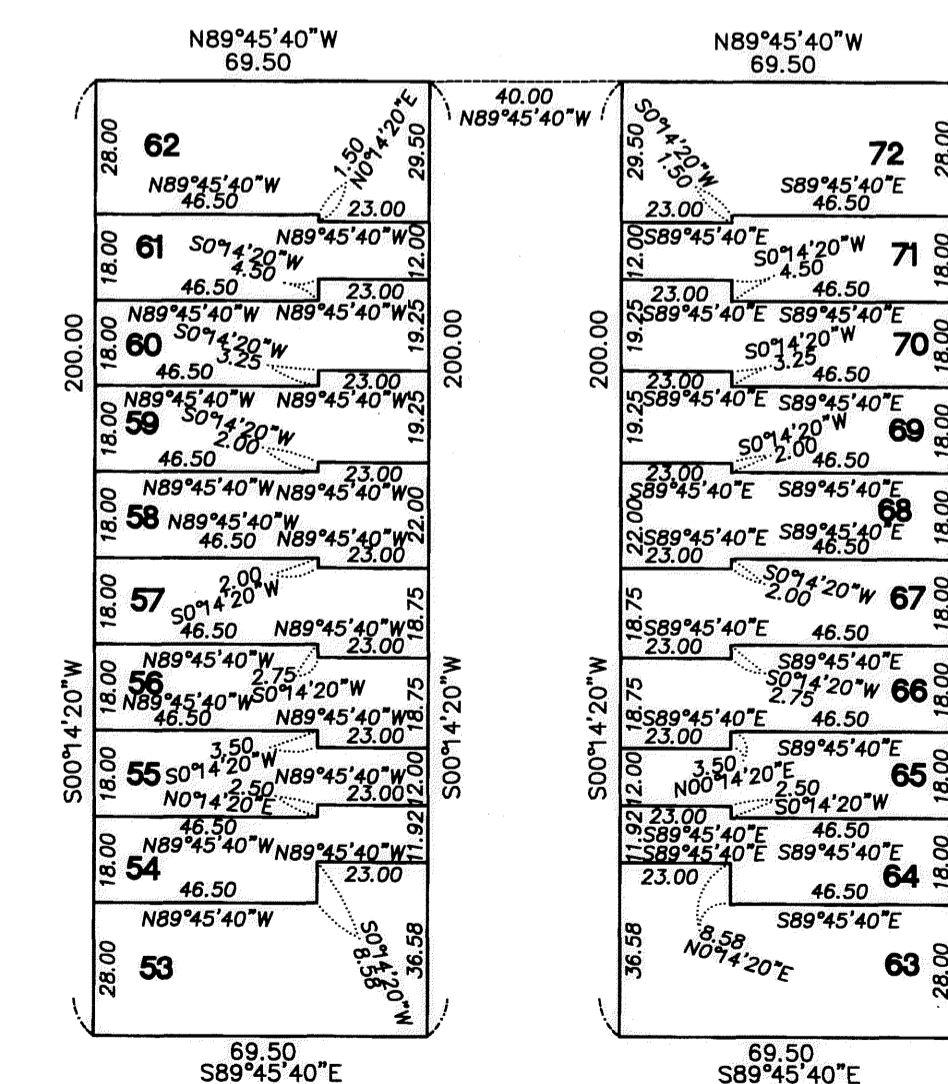 N89°45'40"W
69.50
N89°45'40"W
69.50
40.00
N89°45'40"W
28.00
62
1.50
N0°14'20"E
29.50
N89°45'40"W
46.50
23.00
61
18.00
N89°45'40"W
12.00
S0°14'20"W
4.50
46.50
23.00
N89°45'40"W
N89°45'40"W
60
18.00
S0°14'20"W
3.25
19.25
46.50
23.00
N89°45'40"W
N89°45'40"W
59
18.00
S0°14'20"W
2.00
19.25
46.50
23.00
N89°45'40"W
N89°45'40"W
58
18.00
22.00
N89°45'40"W
46.50
N89°45'40"W
23.00
57
18.00
2.00
S0°14'20"W
18.75
46.50
N89°45'40"W
23.00
N89°45'40"W
56
18.00
2.75
S0°14'20"W
18.75
N89°45'40"W
46.50
N89°45'40"W
23.00
55
18.00
3.50
S0°14'20"W
N89°45'40"W
12.00
2.50
N0°14'20"E
23.00
46.50
N89°45'40"W
N89°45'40"W
11.92
54
18.00
46.50
23.00
N89°45'40"W
53
28.00
S0°14'20"W
8.58
36.58
200.00
200.00
S00°14'20"W
S00°14'20"W
69.50
S89°45'40"E
29.50
S0°14'20"W
1.50
72
28.00
S89°45'40"E
46.50
23.00
S89°45'40"E
12.00
S0°14'20"W
4.50
71
18.00
23.00
46.50
S89°45'40"E
S89°45'40"E
19.25
S0°14'20"W
3.25
70
18.00
23.00
46.50
S89°45'40"E
S89°45'40"E
19.25
S0°14'20"W
2.00
69
18.00
23.00
46.50
S89°45'40"E
S89°45'40"E
68
22.00
18.00
S89°45'40"E
23.00
S89°45'40"E
46.50
S0°14'20"W
2.00
67
18.75
18.00
S89°45'40"E
23.00
46.50
S89°45'40"E
S0°14'20"W
2.75
66
18.75
18.00
S89°45'40"E
23.00
46.50
S89°45'40"E
3.50
N00°14'20"E
65
12.00
18.00
2.50
S0°14'20"W
23.00
46.50
S89°45'40"E
S89°45'40"E
S89°45'40"E
11.92
64
18.00
23.00
46.50
S89°45'40"E
8.58
N0°14'20"E
63
36.58
28.00
200.00
S00°14'20"W
69.50
S89°45'40"E